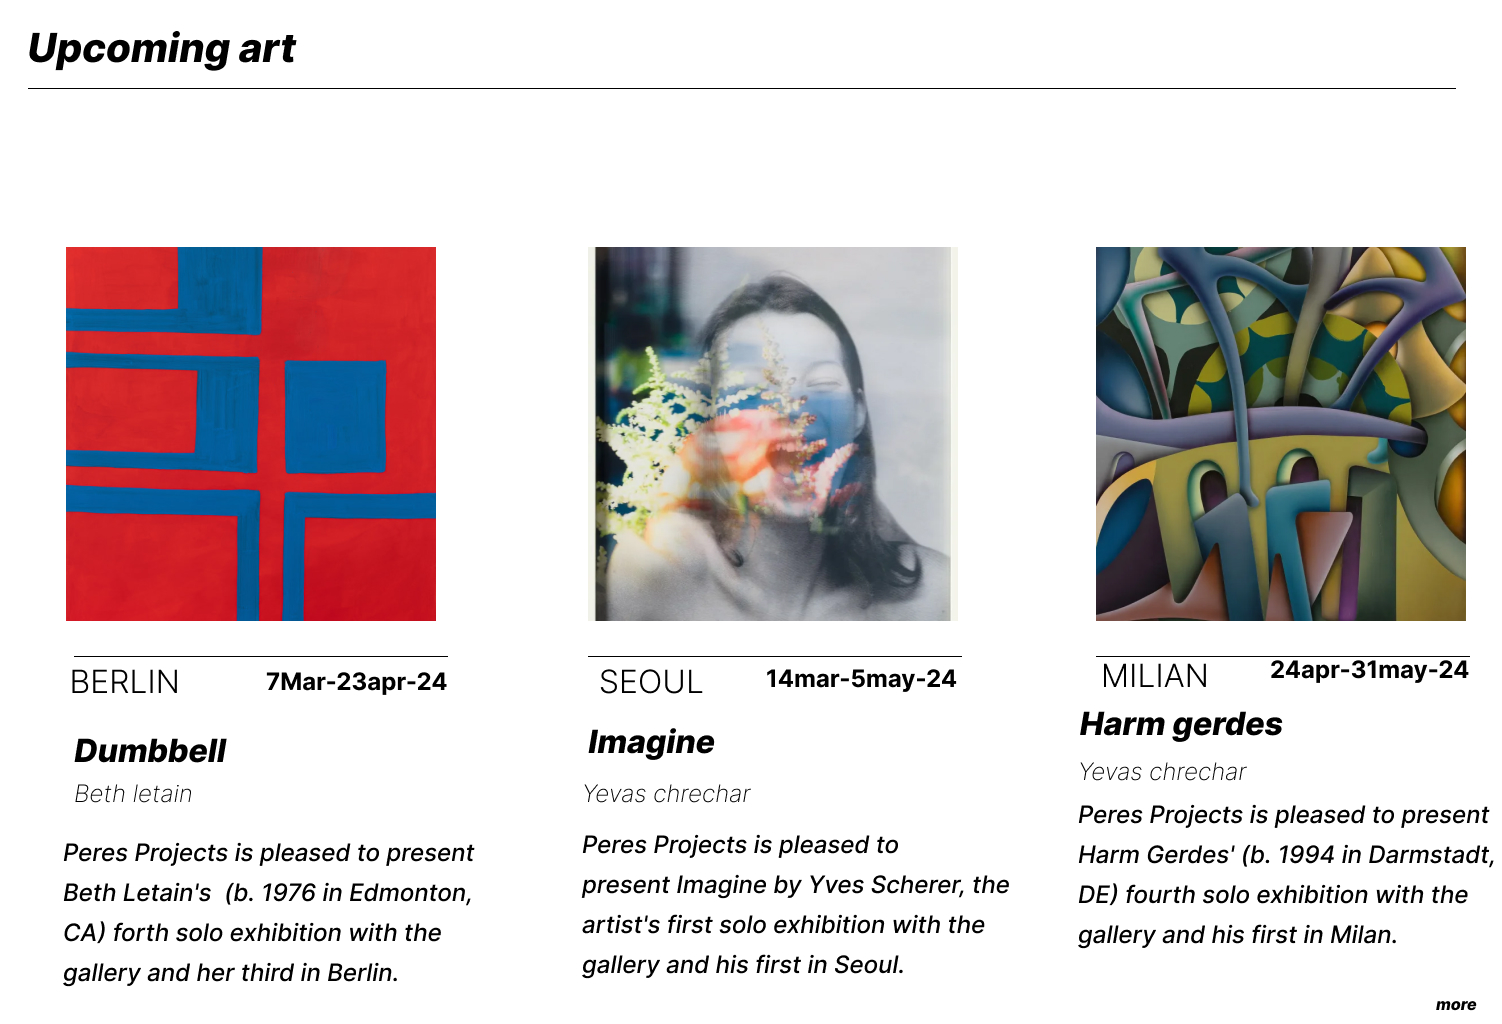 Upcoming art
BERLIN 7Mar-23apr-24
Dumbbell
Beth letain
Peres Projects is pleased to present
Beth Letain's  (b. 1976 in Edmonton,
CA) forth solo exhibition with the
gallery and her third in Berlin.
SEOUL 14mar-5may-24
Imagine
Yevas chrechar
Peres Projects is pleased to
present Imagine by Yves Scherer, the
artist's first solo exhibition with the
gallery and his first in Seoul.
MILIAN 24apr-31may-24
Harm gerdes
Yevas chrechar
Peres Projects is pleased to present
Harm Gerdes' (b. 1994 in Darmstadt,
DE) fourth solo exhibition with the
gallery and his first in Milan.
more